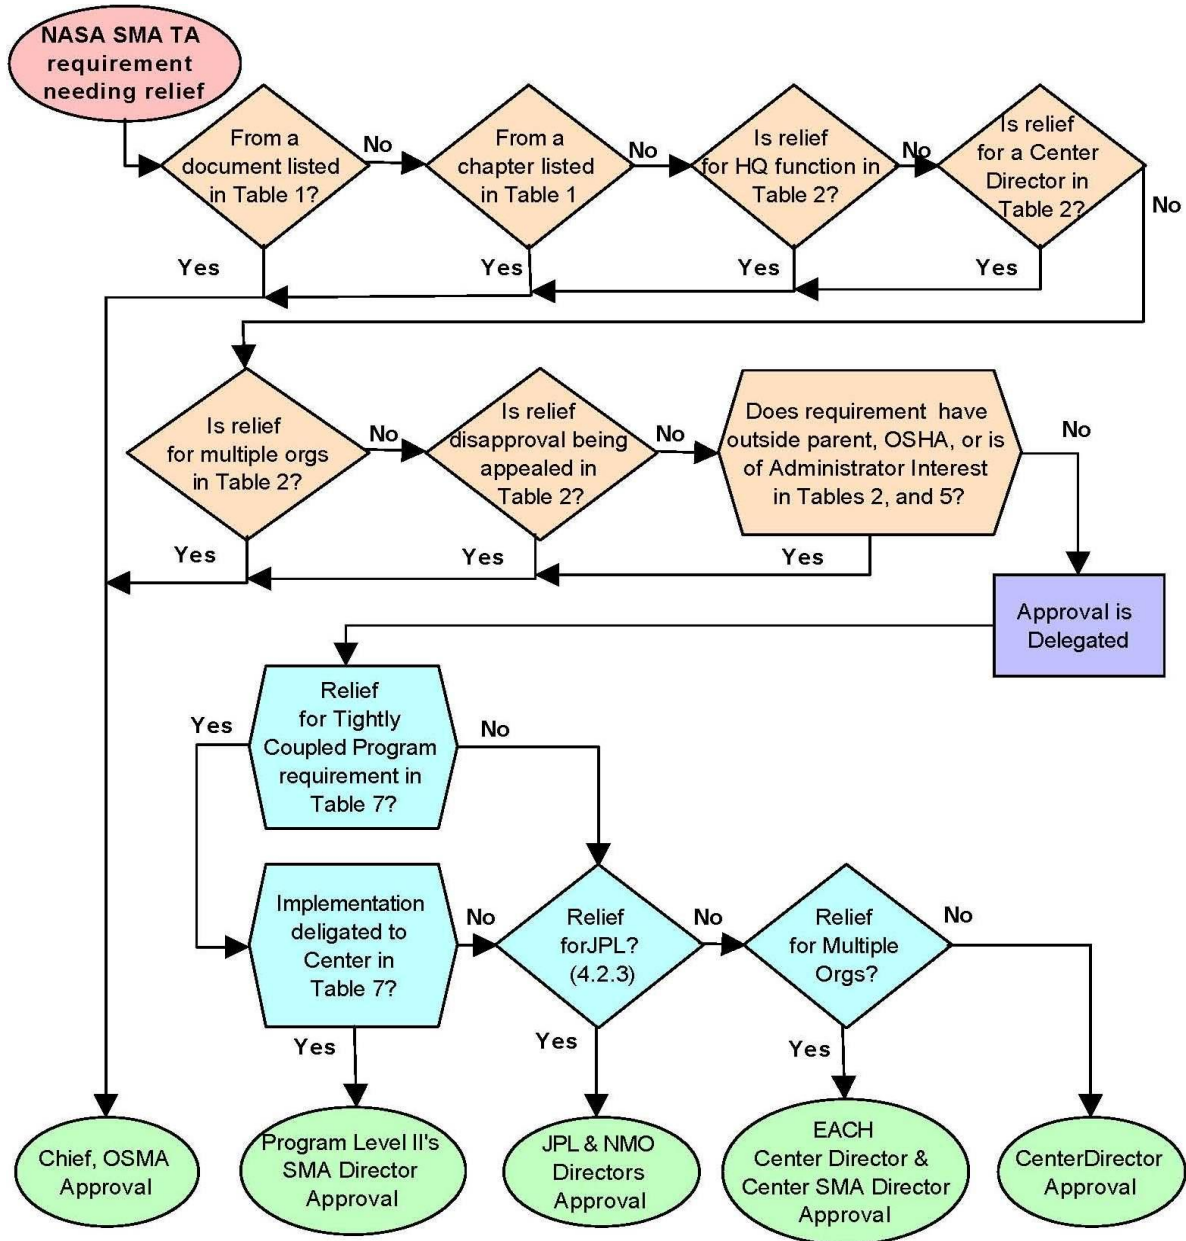 NASA SMA TA
requirement
needing relief
From a
document listed
in Table 1?
No
From a
chapter listed
in Table 1
No
Is relief
for HQ function in
Table 2?
No
Is relief
for a Center
Director in
Table 2?
No
Yes
Yes
Yes
Yes
Is relief
for multiple orgs
in Table 2?
No
Is relief
disapproval being
appealed in
Table 2?
No
Does requirement have
outside parent, OSHA, or is
of Administrator Interest
in Tables 2, and 5?
No
Yes
Yes
Yes
Approval is
Delegated
Yes
Relief
for Tightly
Coupled Program
requirement in
Table 7?
No
Implementation
deligated to
Center in
Table 7?
No
Relief
forJPL?
(4.2.3)
No
Relief
for Multiple
Orgs?
No
Yes
Yes
Yes
Chief, OSMA
Approval
Program Level II's
SMA Director
Approval
JPL & NMO
Directors
Approval
EACH
Center Director &
Center SMA Director
Approval
CenterDirector
Approval